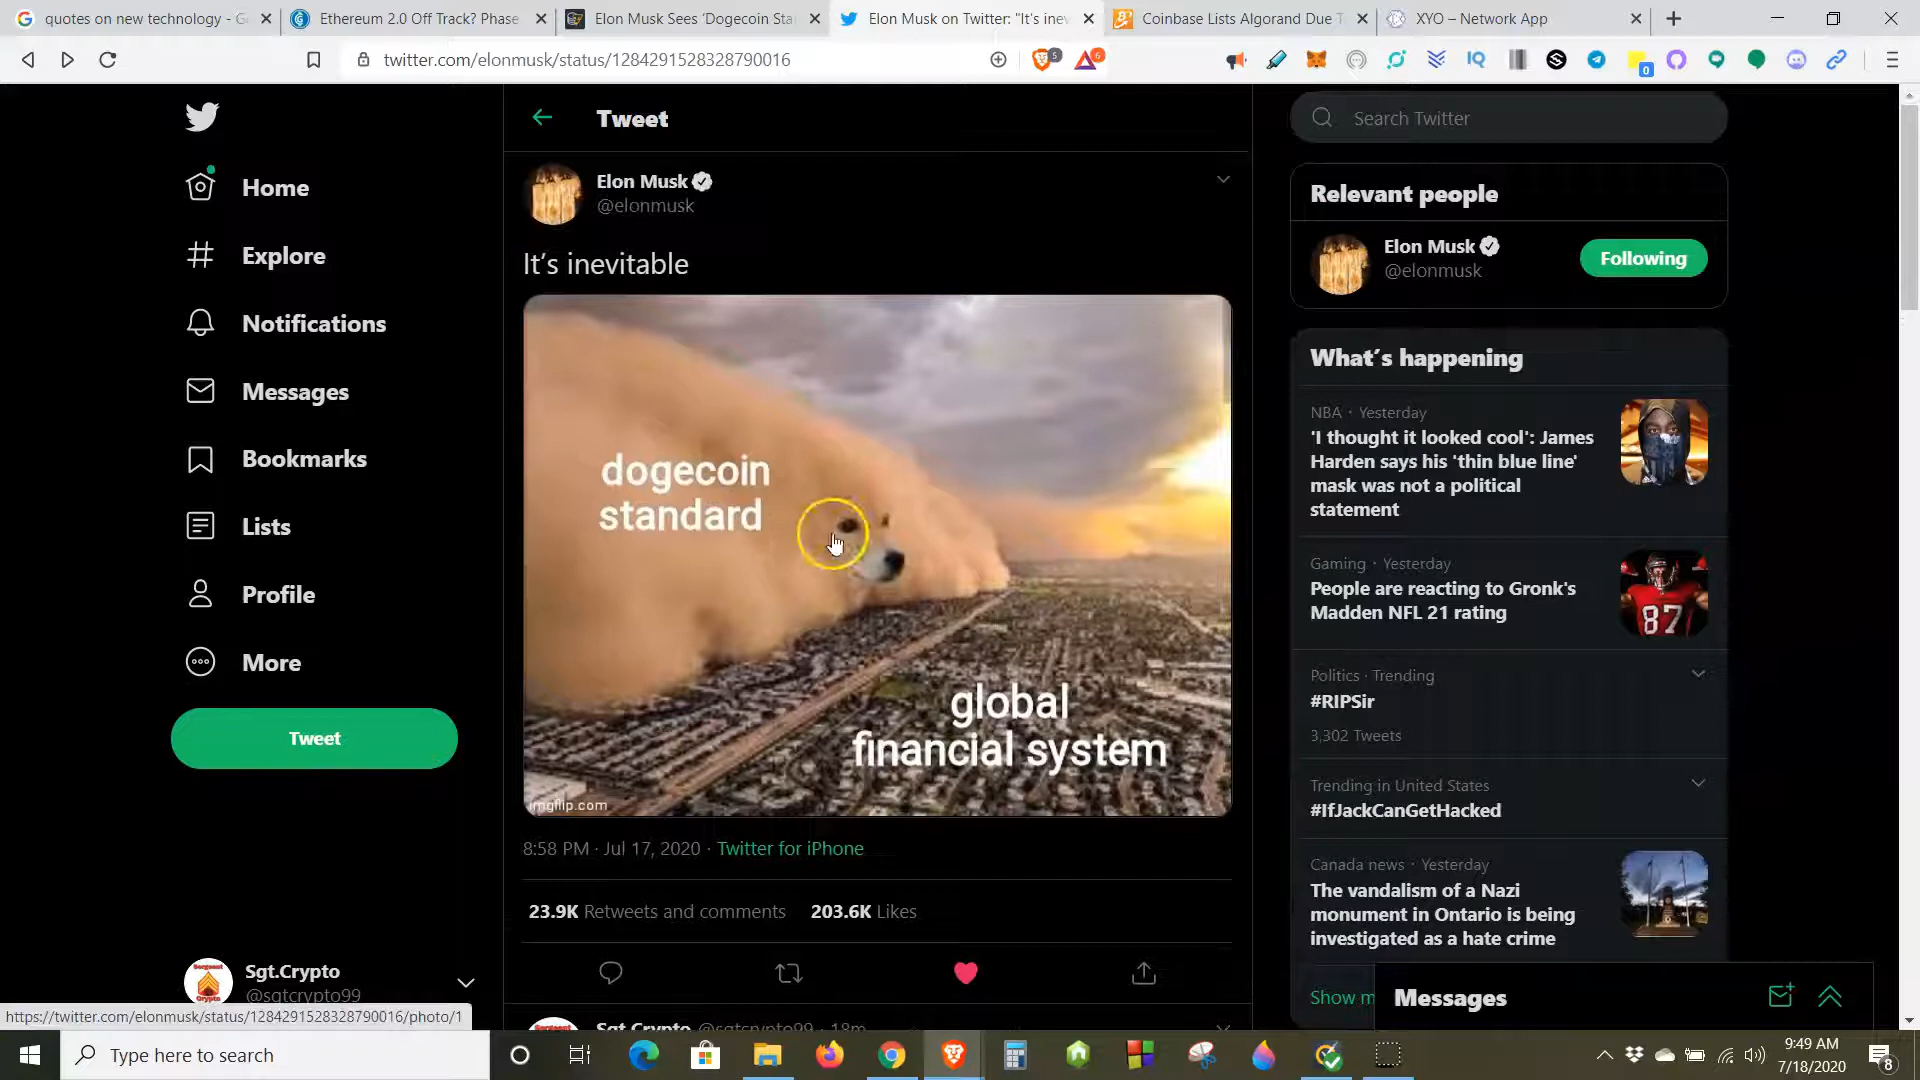 quotes on new technology - G
Ethereum 2.0 Off Track? Phase
Elon Musk Sees 'Dogecoin Sta
Elon Musk on Twitter: "It's inev
Coinbase Lists Algorand Due T
XYO – Network App
twitter.com/elonmusk/status/1284291528328790016
5
6
IQ
0
Home
Explore
Notifications
Messages
Bookmarks
Lists
Profile
More
Tweet
Sgt.Crypto
@sgtcrypto99
https://twitter.com/elonmusk/status/1284291528328790016/photo/1
Tweet
Elon Musk
@elonmusk
It's inevitable
dogecoin
standard
global
financial system
imgflip.com
8:58 PM · Jul 17, 2020 · Twitter for iPhone
23.9K Retweets and comments 203.6K Likes
Sgt.Crypto @sgtcrypto99 · 18m
Search Twitter
Relevant people
Elon Musk
@elonmusk
Following
What's happening
NBA · Yesterday
'I thought it looked cool': James
Harden says his 'thin blue line'
mask was not a political
statement
Gaming · Yesterday
People are reacting to Gronk's
Madden NFL 21 rating
87
Politics · Trending
#RIPSir
3,302 Tweets
Trending in United States
#IfJackCanGetHacked
Canada news · Yesterday
The vandalism of a Nazi
monument in Ontario is being
investigated as a hate crime
Show m
Messages
Type here to search
9:49 AM
7/18/2020
8